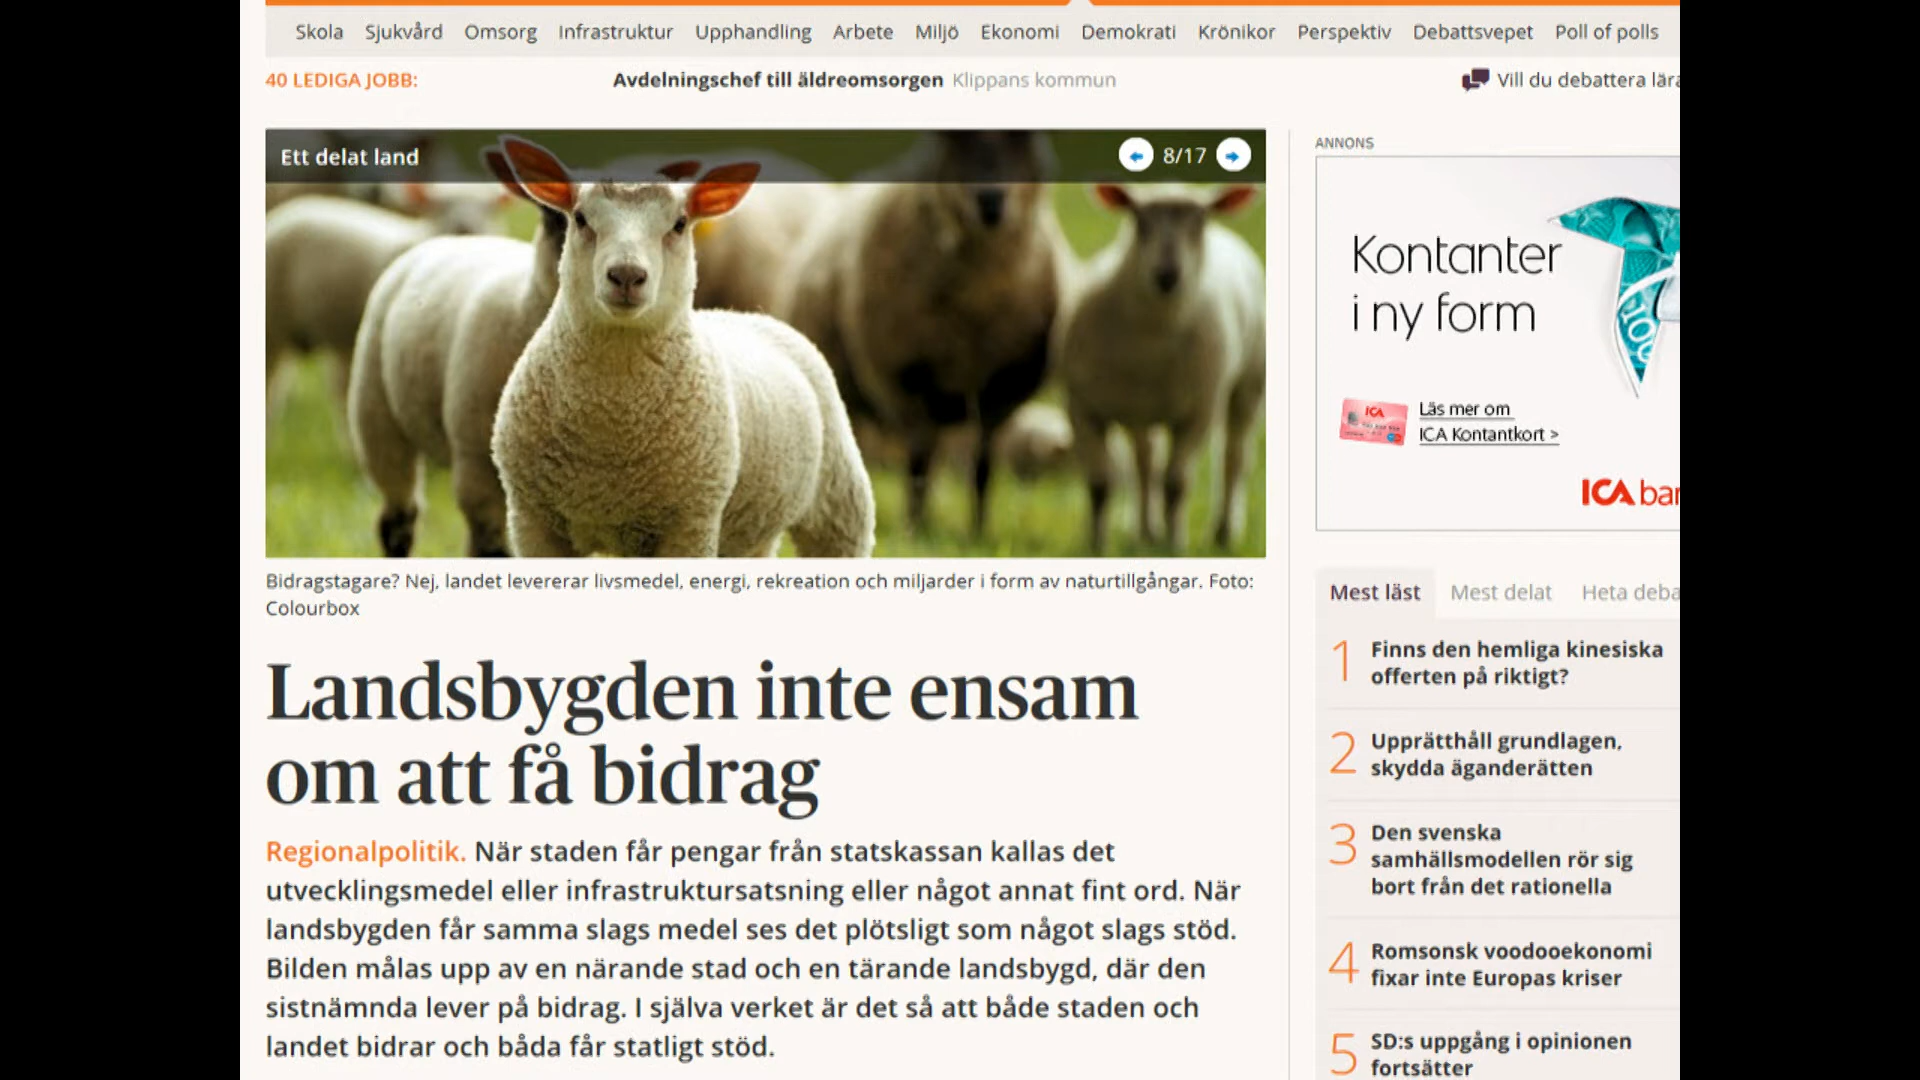 Skola Sjukvård Omsorg Infrastruktur Upphandling Arbete Miljö Ekonomi Demokrati Krönikor Perspektiv Debattsvepet Poll of polls
40 LEDIGA JOBB: Avdelningschef till äldreomsorgen Klippans kommun
Vill du debattera
Ett delat land 8/17
Bidragstagare? Nej, landet levererar livsmedel, energi, rekreation och miljarder i form av naturtillgångar. Foto:
Colourbox
Landsbygden inte ensam
om att få bidrag
Regionalpolitik. När staden får pengar från statskassan kallas det
utvecklingsmedel eller infrastruktursatsning eller något annat fint ord. När
landsbygden får samma slags medel ses det plötsligt som något slags stöd.
Bilden målas upp av en närande stad och en tärande landsbygd, där den
sistnämnda lever på bidrag. I själva verket är det så att både staden och
landet bidrar och båda får statligt stöd.
ANNONS
Kontanter
i ny form
100
ICA
Läs mer om
ICA Kontantkort >
ICA
Mest läst Mest delat Heta
1 Finns den hemliga kinesiska
offerten på riktigt?
2 Upprätthåll grundlagen,
skydda äganderätten
3 Den svenska
samhällsmodellen rör sig
bort från det rationella
4 Romsonsk voodooekonomi
fixar inte Europas kriser
5 SD:s uppgång i opinionen
fortsätter